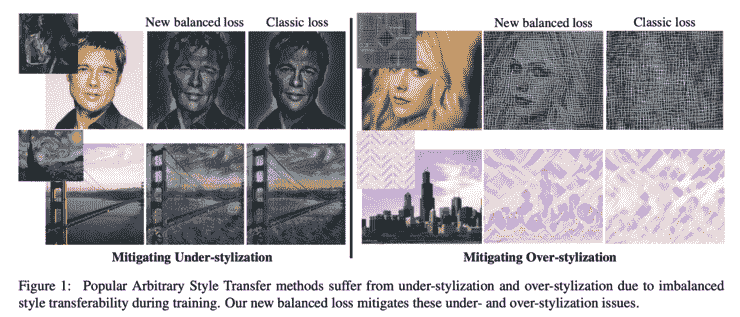 New balanced loss Classic loss New balanced loss Classic loss
Mitigating Under-stylization Mitigating Over-stylization
Figure 1: Popular Arbitrary Style Transfer methods suffer from under-stylization and over-stylization due to imbalanced
style transferability during training. Our new balanced loss mitigates these under- and over-stylization issues.